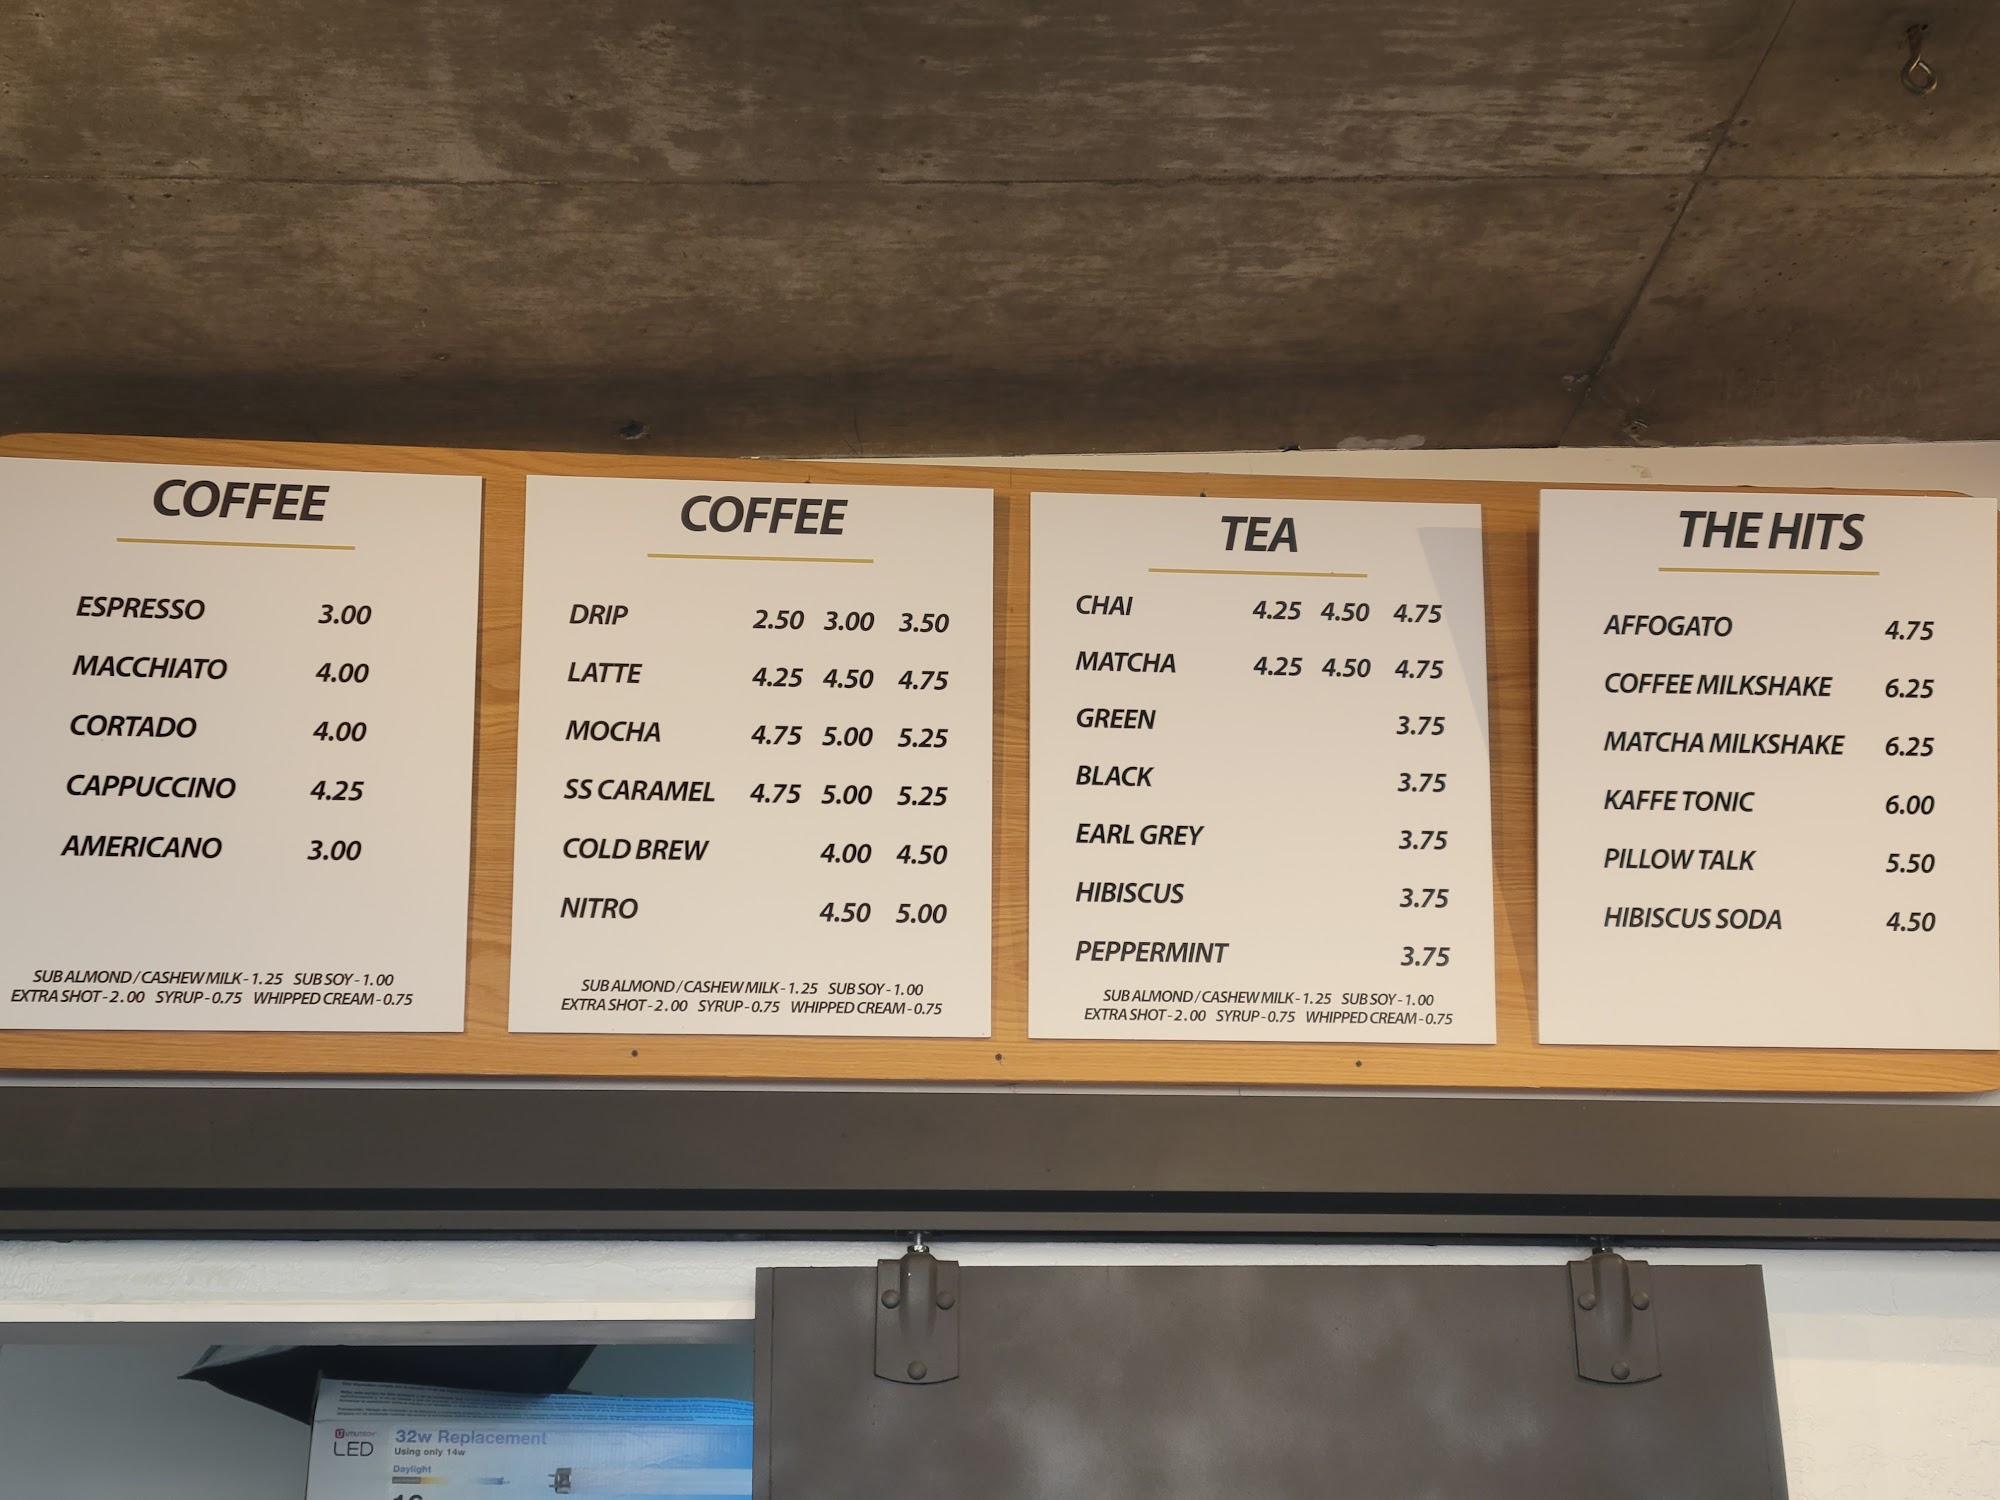 COFFEE
ESPRESSO 3.00
MACCHIATO 4.00
CORTADO 4.00
CAPPUCCINO 4.25
AMERICANO 3.00
SUB ALMOND / CASHEW MILK - 1.25 SUB SOY - 1.00
EXTRA SHOT - 2.00 SYRUP - 0.75 WHIPPED CREAM - 0.75
COFFEE
DRIP 2.50 3.00 3.50
LATTE 4.25 4.50 4.75
MOCHA 4.75 5.00 5.25
SS CARAMEL 4.75 5.00 5.25
COLD BREW 4.00 4.50
NITRO 4.50 5.00
SUB ALMOND / CASHEW MILK - 1.25 SUB SOY - 1.00
EXTRA SHOT - 2.00 SYRUP - 0.75 WHIPPED CREAM - 0.75
TEA
CHAI 4.25 4.50 4.75
MATCHA 4.25 4.50 4.75
GREEN 3.75
BLACK 3.75
EARL GREY 3.75
HIBISCUS 3.75
PEPPERMINT 3.75
SUB ALMOND / CASHEW MILK - 1.25 SUB SOY - 1.00
EXTRA SHOT - 2.00 SYRUP - 0.75 WHIPPED CREAM - 0.75
THE HITS
AFFOGATO 4.75
COFFEE MILKSHAKE 6.25
MATCHA MILKSHAKE 6.25
KAFFE TONIC 6.00
PILLOW TALK 5.50
HIBISCUS SODA 4.50
UTILITECH
LED
32w Replacement
Using only 14w
Daylight